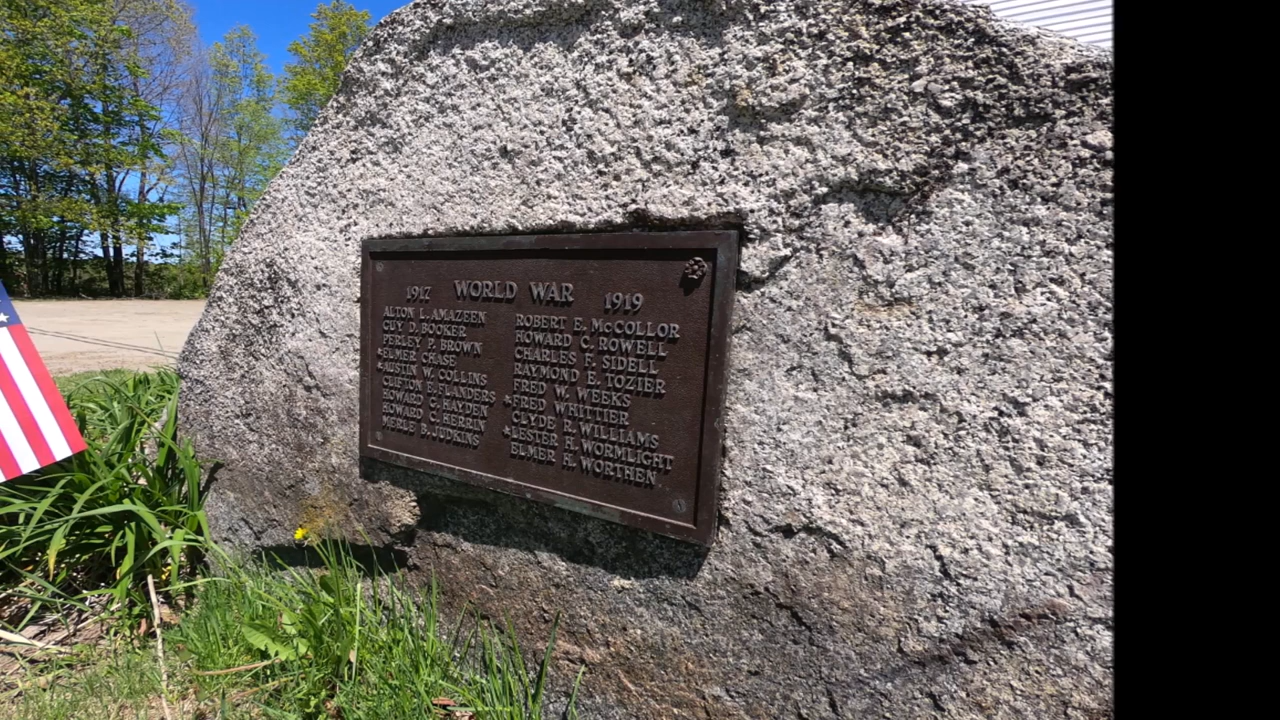 1917 WORLD WAR 1919
ALTON L. AMAZEEN
GUY D. BOOKER
PERLEY P. BROWN
*ELMER CHASE
*AUSTIN W. COLLINS
CLIFTON E. FLANDERS
HOWARD G. HAYDEN
HOWARD C. HERRIN
MERLE B. JUDKINS
ROBERT E. McCOLLOR
HOWARD C. ROWELL
CHARLES F. SIDELL
RAYMOND E. TOZIER
FRED W. WEEKS
*FRED WHITTIER
CLYDE R. WILLIAMS
*LESTER H. WORMLIGHT
ELMER H. WORTHEN